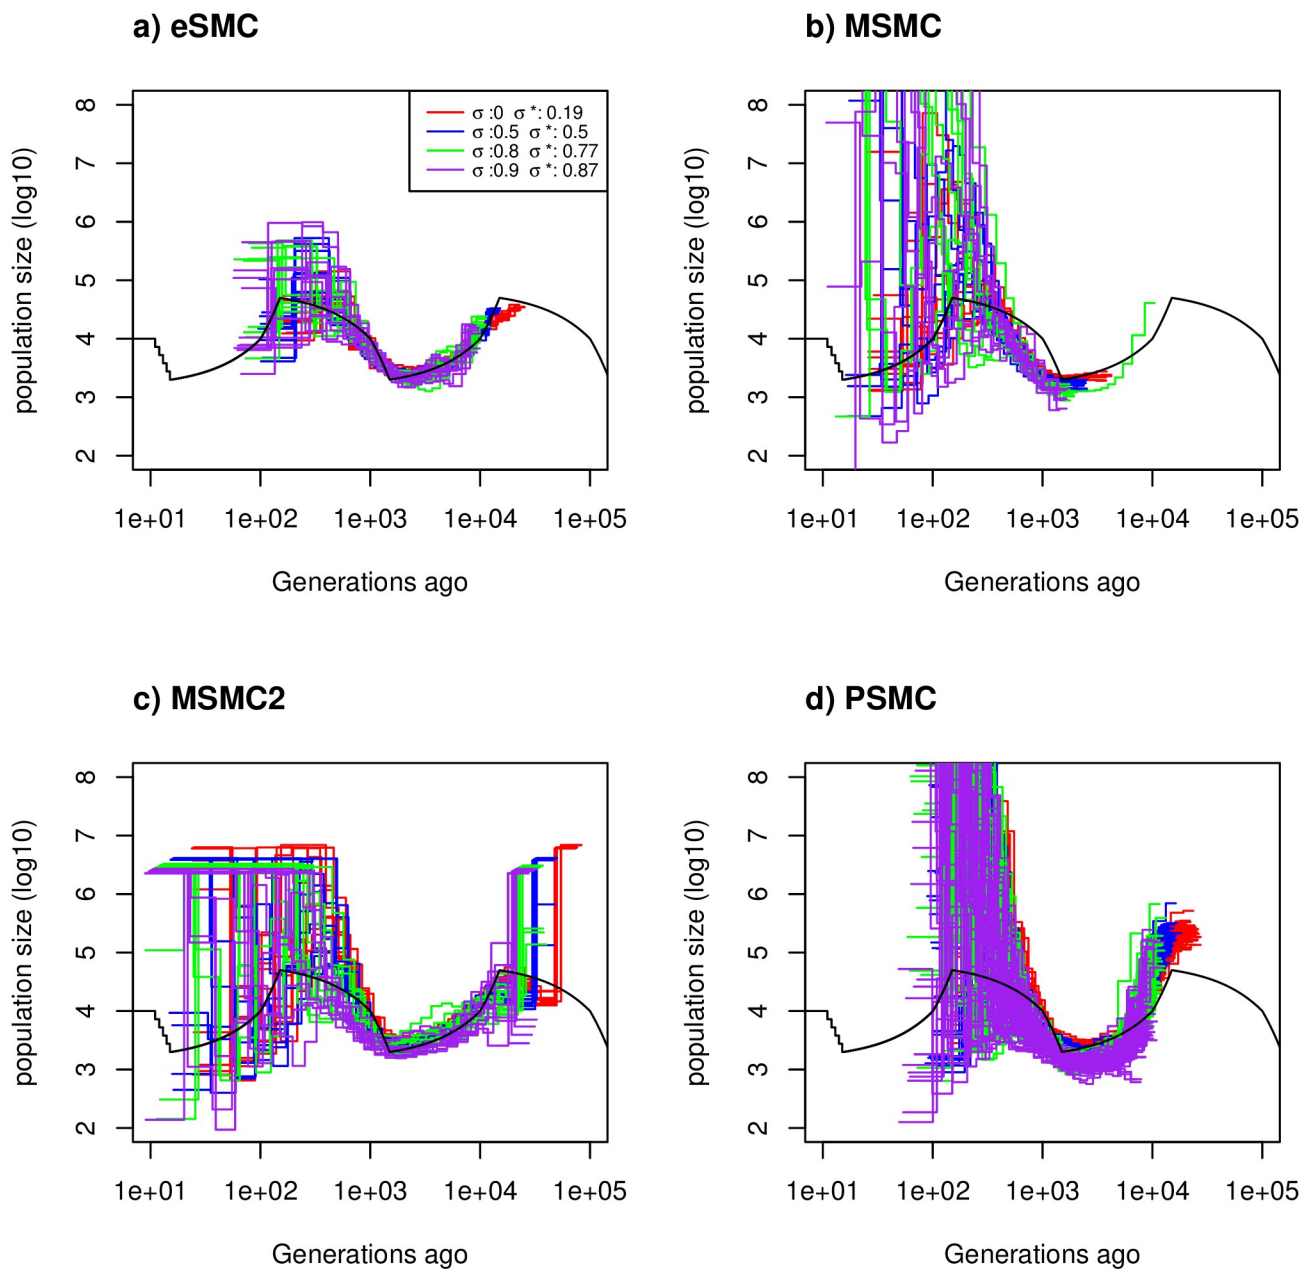 a) eSMC
population size (log10)
8
7
6
5
4
3
2
σ :0 σ *: 0.19
σ :0.5 σ *: 0.5
σ :0.8 σ *: 0.77
σ :0.9 σ *: 0.87
1e+01 1e+02 1e+03 1e+04 1e+05
Generations ago
b) MSMC
population size (log10)
8
7
6
5
4
3
2
1e+01 1e+02 1e+03 1e+04 1e+05
Generations ago
c) MSMC2
population size (log10)
8
7
6
5
4
3
2
1e+01 1e+02 1e+03 1e+04 1e+05
Generations ago
d) PSMC
population size (log10)
8
7
6
5
4
3
2
1e+01 1e+02 1e+03 1e+04 1e+05
Generations ago